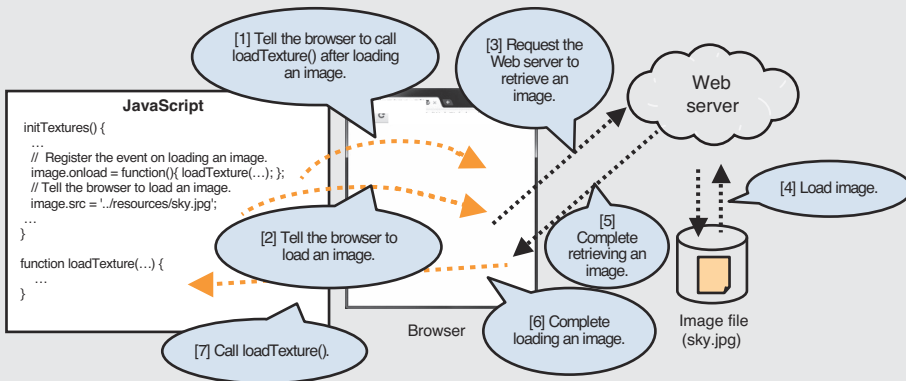 [1] Tell the browser to call
loadTexture() after loading
an image.
[3] Request the
Web server to
retrieve an
image.
Web
server
JavaScript
initTextures() {
…
// Register the event on loading an image.
image.onload = function(){ loadTexture(…); };
// Tell the browser to load an image.
image.src = '../resources/sky.jpg';
…
}
function loadTexture(…) {
…
}
[2] Tell the browser to
load an image.
[4] Load image.
[5]
Complete
retrieving an
image.
[6] Complete
loading an image.
[7] Call loadTexture().
Browser
Image file
(sky.jpg)